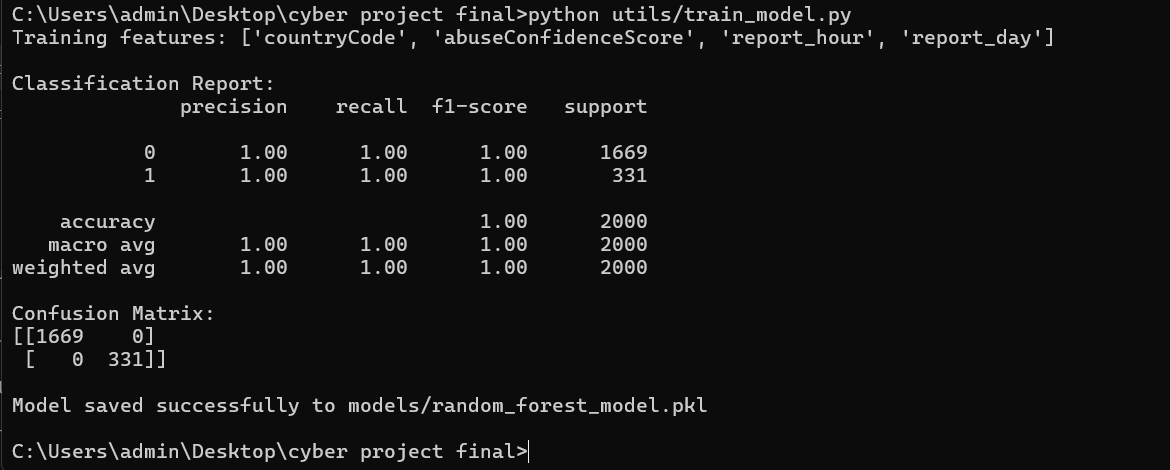 C:\Users\admin\Desktop\cyber project final>python utils/train_model.py
Training features: ['countryCode', 'abuseConfidenceScore', 'report_hour', 'report_day']
Classification Report:
precision recall f1-score support
0 1.00 1.00 1.00 1669
1 1.00 1.00 1.00 331
accuracy 1.00 2000
macro avg 1.00 1.00 1.00 2000
weighted avg 1.00 1.00 1.00 2000
Confusion Matrix:
[[1669 0]
[ 0 331]]
Model saved successfully to models/random_forest_model.pkl
C:\Users\admin\Desktop\cyber project final>